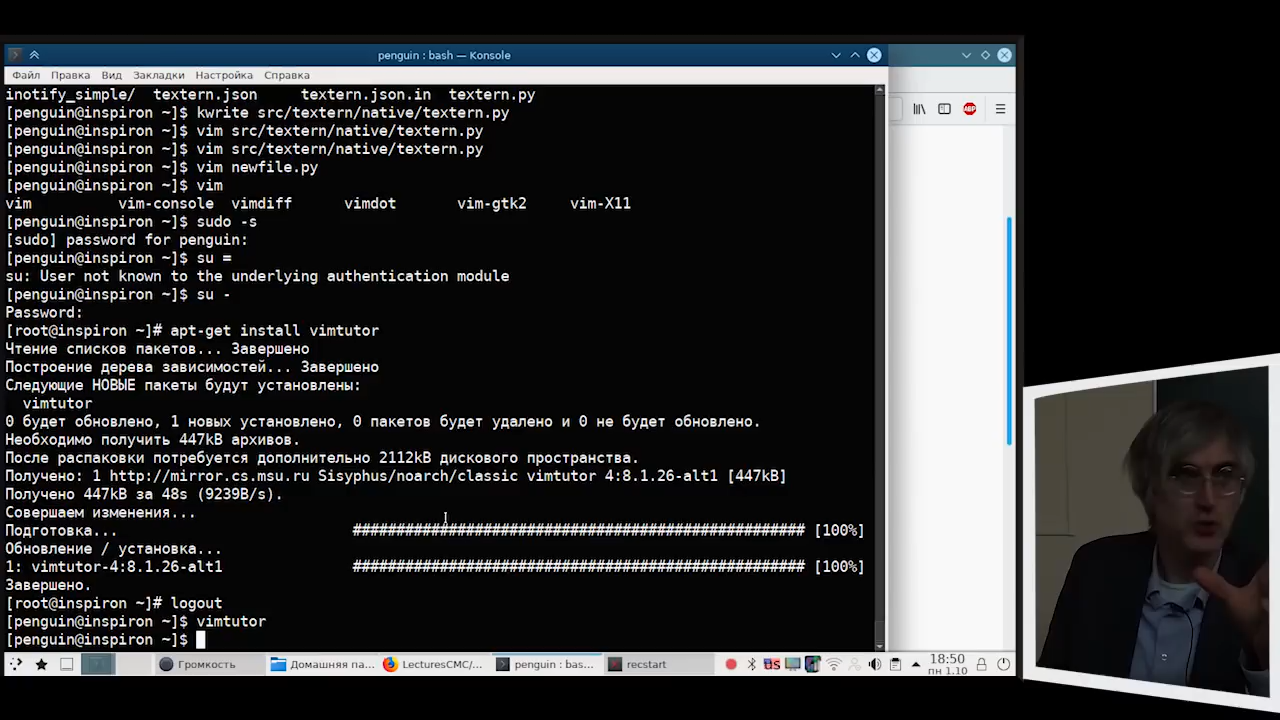 penguin : bash — Konsole
Файл Правка Вид Закладки Настройка Справка
inotify_simple/ textern.json textern.json.in textern.py
[penguin@inspiron ~]$ kwrite src/textern/native/textern.py
[penguin@inspiron ~]$ vim src/textern/native/textern.py
[penguin@inspiron ~]$ vim src/textern/native/textern.py
[penguin@inspiron ~]$ vim newfile.py
[penguin@inspiron ~]$ vim
vim vim-console vimdiff vimdot vim-gtk2 vim-X11
[penguin@inspiron ~]$ sudo -s
[sudo] password for penguin:
[penguin@inspiron ~]$ su =
su: User not known to the underlying authentication module
[penguin@inspiron ~]$ su -
Password:
[root@inspiron ~]# apt-get install vimtutor
Чтение списков пакетов... Завершено
Построение дерева зависимостей... Завершено
Следующие НОВЫЕ пакеты будут установлены:
vimtutor
0 будет обновлено, 1 новых установлено, 0 пакетов будет удалено и 0 не будет обновлено.
Необходимо получить 447kB архивов.
После распаковки потребуется дополнительно 2112kB дискового пространства.
Получено: 1 http://mirror.cs.msu.ru Sisyphus/noarch/classic vimtutor 4:8.1.26-alt1 [447kB]
Получено 447kB за 48s (9239B/s).
Совершаем изменения...
Подготовка... #################################################### [100%]
Обновление / установка...
1: vimtutor-4:8.1.26-alt1 #################################################### [100%]
Завершено.
[root@inspiron ~]# logout
[penguin@inspiron ~]$ vimtutor
[penguin@inspiron ~]$
ABP
Громкость Домашняя па... LecturesCMC/... penguin : bas... recstart us 18:50
пн 1.10